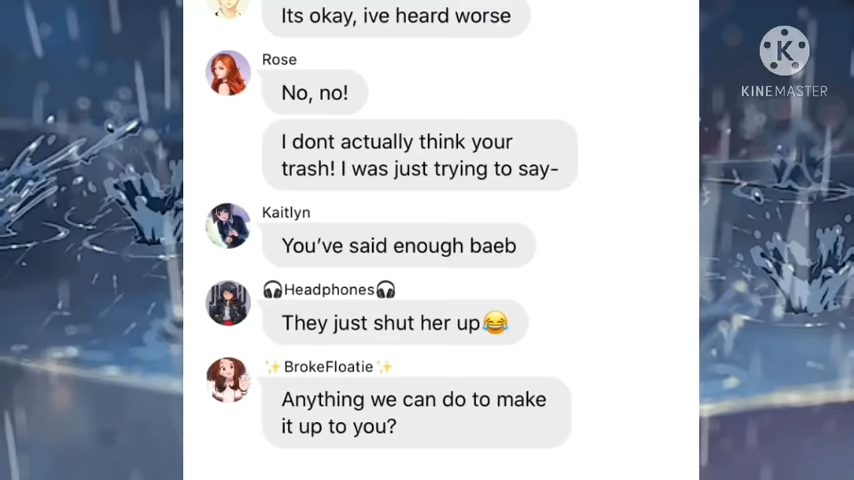 Its okay, ive heard worse
Rose
No, no!
I dont actually think your
trash! I was just trying to say-
Kaitlyn
You’ve said enough baeb
🎧Headphones🎧
They just shut her up😂
✨BrokeFloatie✨
Anything we can do to make
it up to you?
K
KINEMASTER